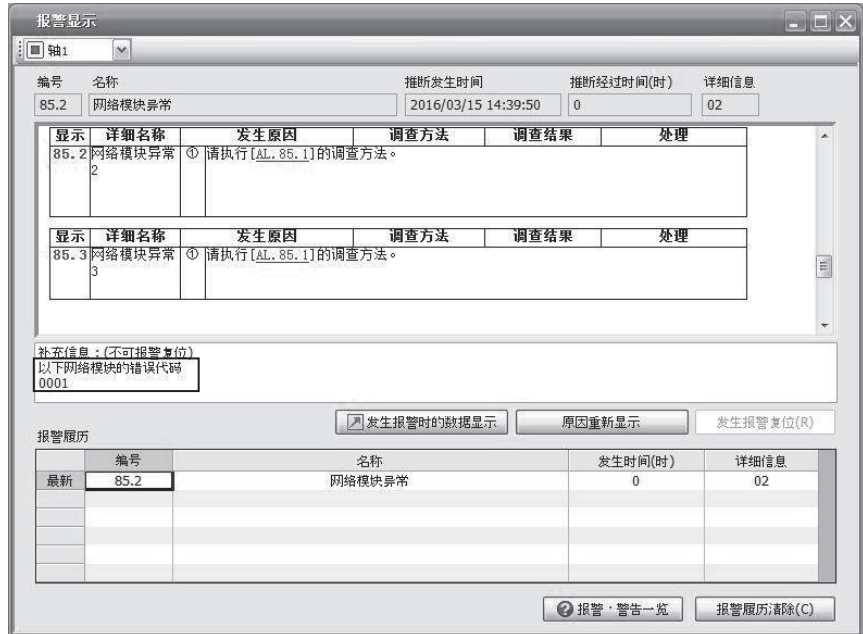 报警显示
轴1
编号 名称 推断发生时间 推断经过时间(时) 详细信息
85.2 网络模块异常 2016/03/15 14:39:50 0 02
显示 详细名称 发生原因 调查方法 调查结果 处理
85.2 网络模块异常 ① 请执行[AL.85.1]的调查方法。
2
显示 详细名称 发生原因 调查方法 调查结果 处理
85.3 网络模块异常 ① 请执行[AL.85.1]的调查方法。
3
补充信息：(不可报警复位)
以下网络模块的错误代码
0001
发生报警时的数据显示 原因重新显示 发生报警复位(R)
报警履历
编号 名称 发生时间(时) 详细信息
最新 85.2 网络模块异常 0 02
报警·警告一览 报警履历清除(C)